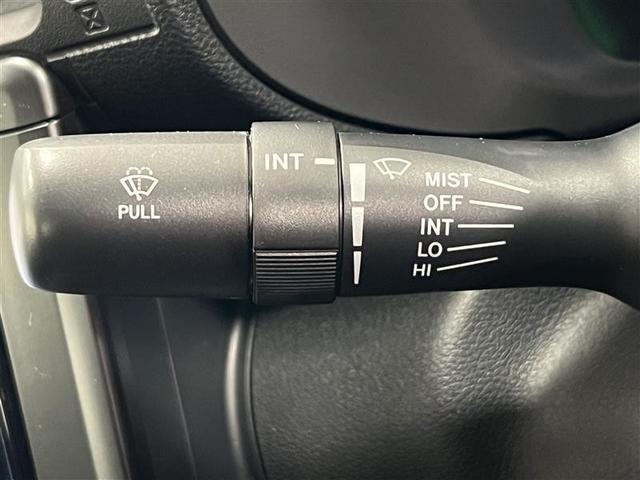 PULL
INT
MIST
OFF
INT
LO
HI